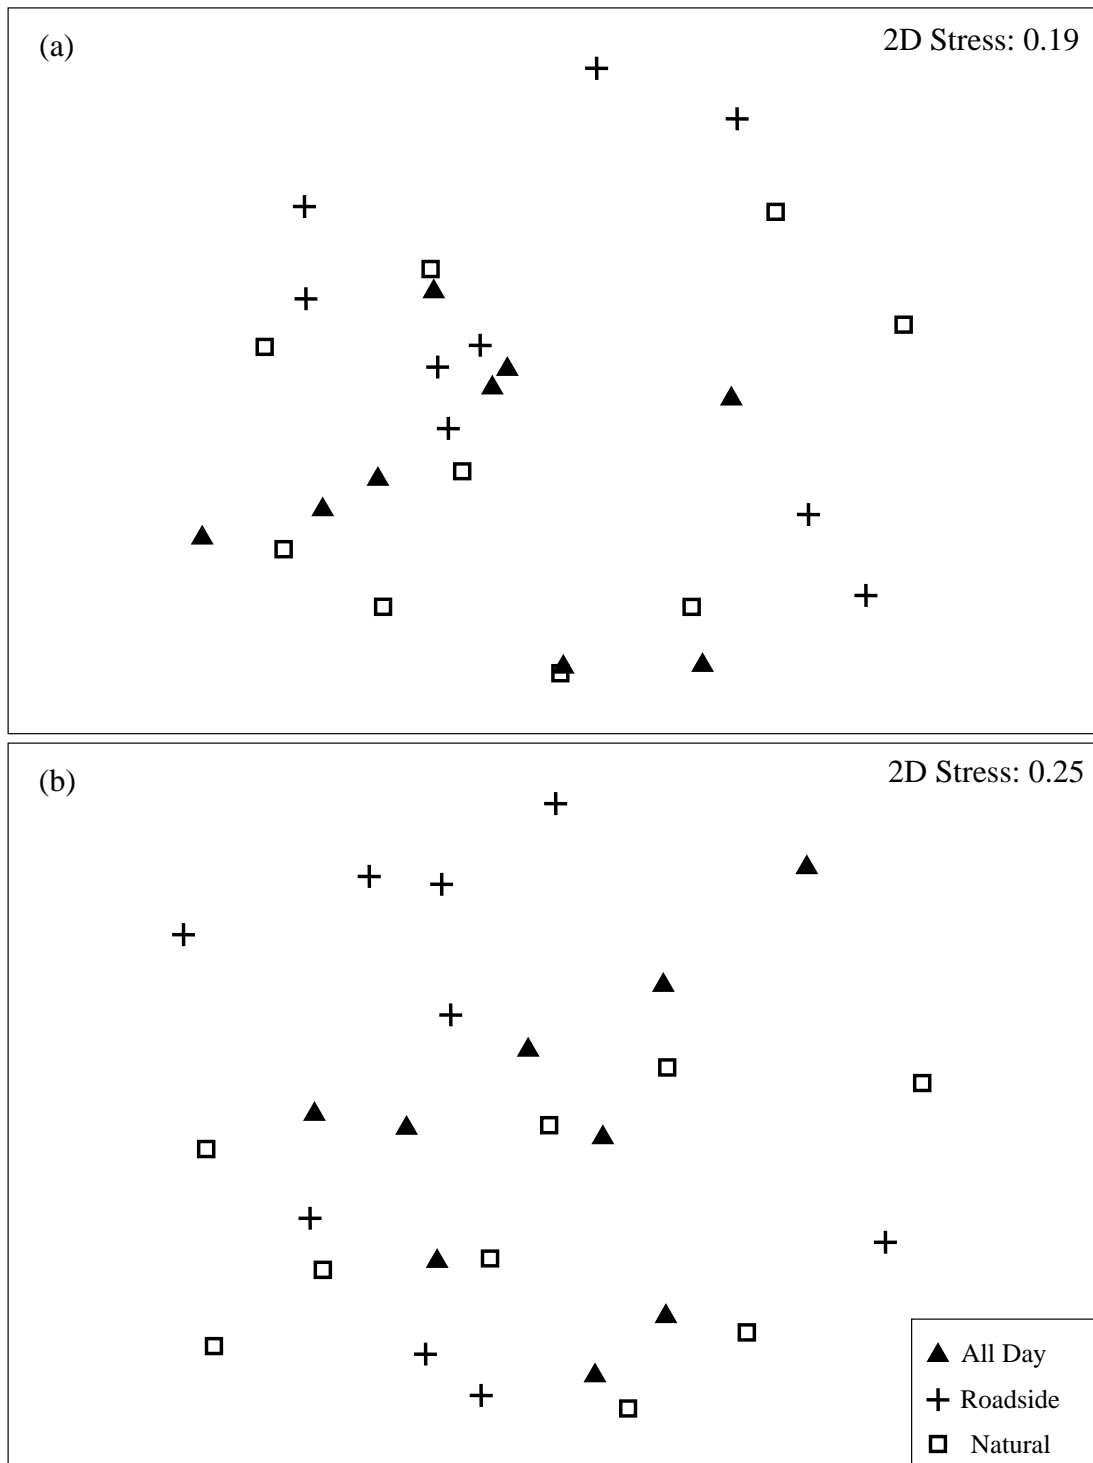 (a)
2D Stress: 0.19
(b)
2D Stress: 0.25
All Day
Roadside
Natural